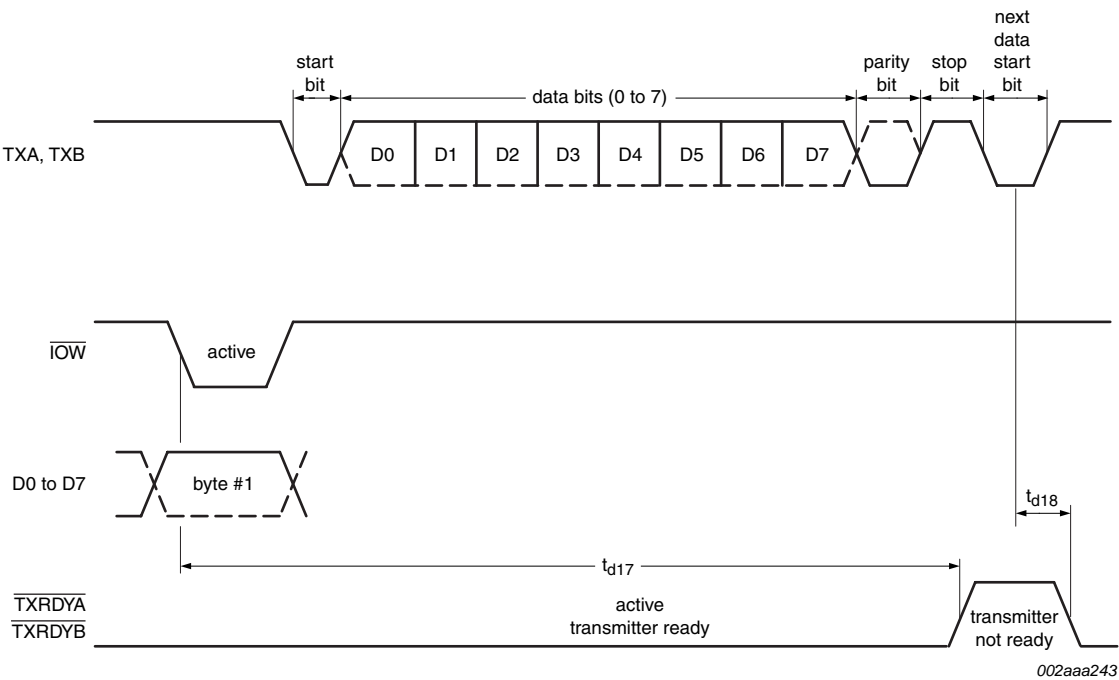 next
data
start
bit
start
bit
data bits (0 to 7)
parity
bit
stop
bit
TXA, TXB
D0 D1 D2 D3 D4 D5 D6 D7
IOW
active
D0 to D7
byte #1
td18
td17
TXRDYA
TXRDYB
active
transmitter ready
transmitter
not ready
002aaa243